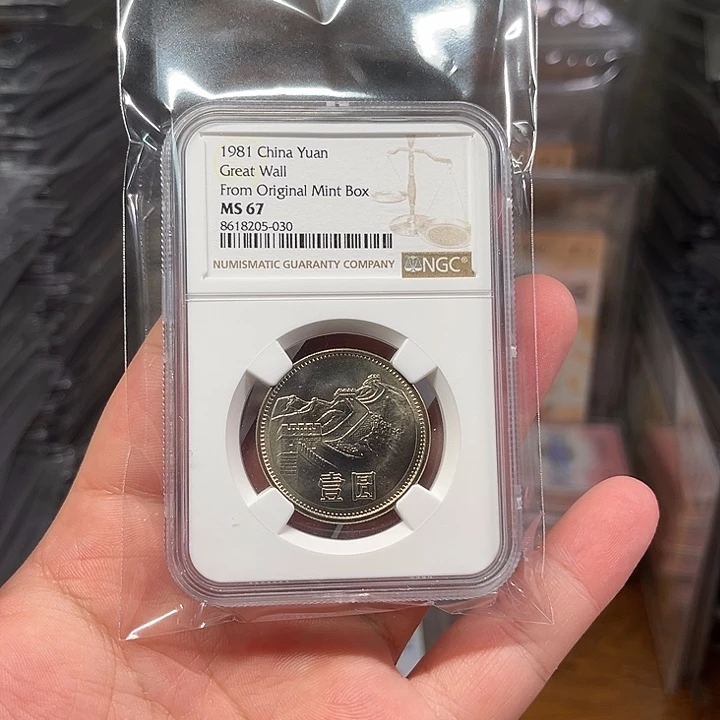 1981 China Yuan
Great Wall
From Original Mint Box
MS 67
8618205-030
NUMISMATIC GUARANTY COMPANY NGC®
壹圆